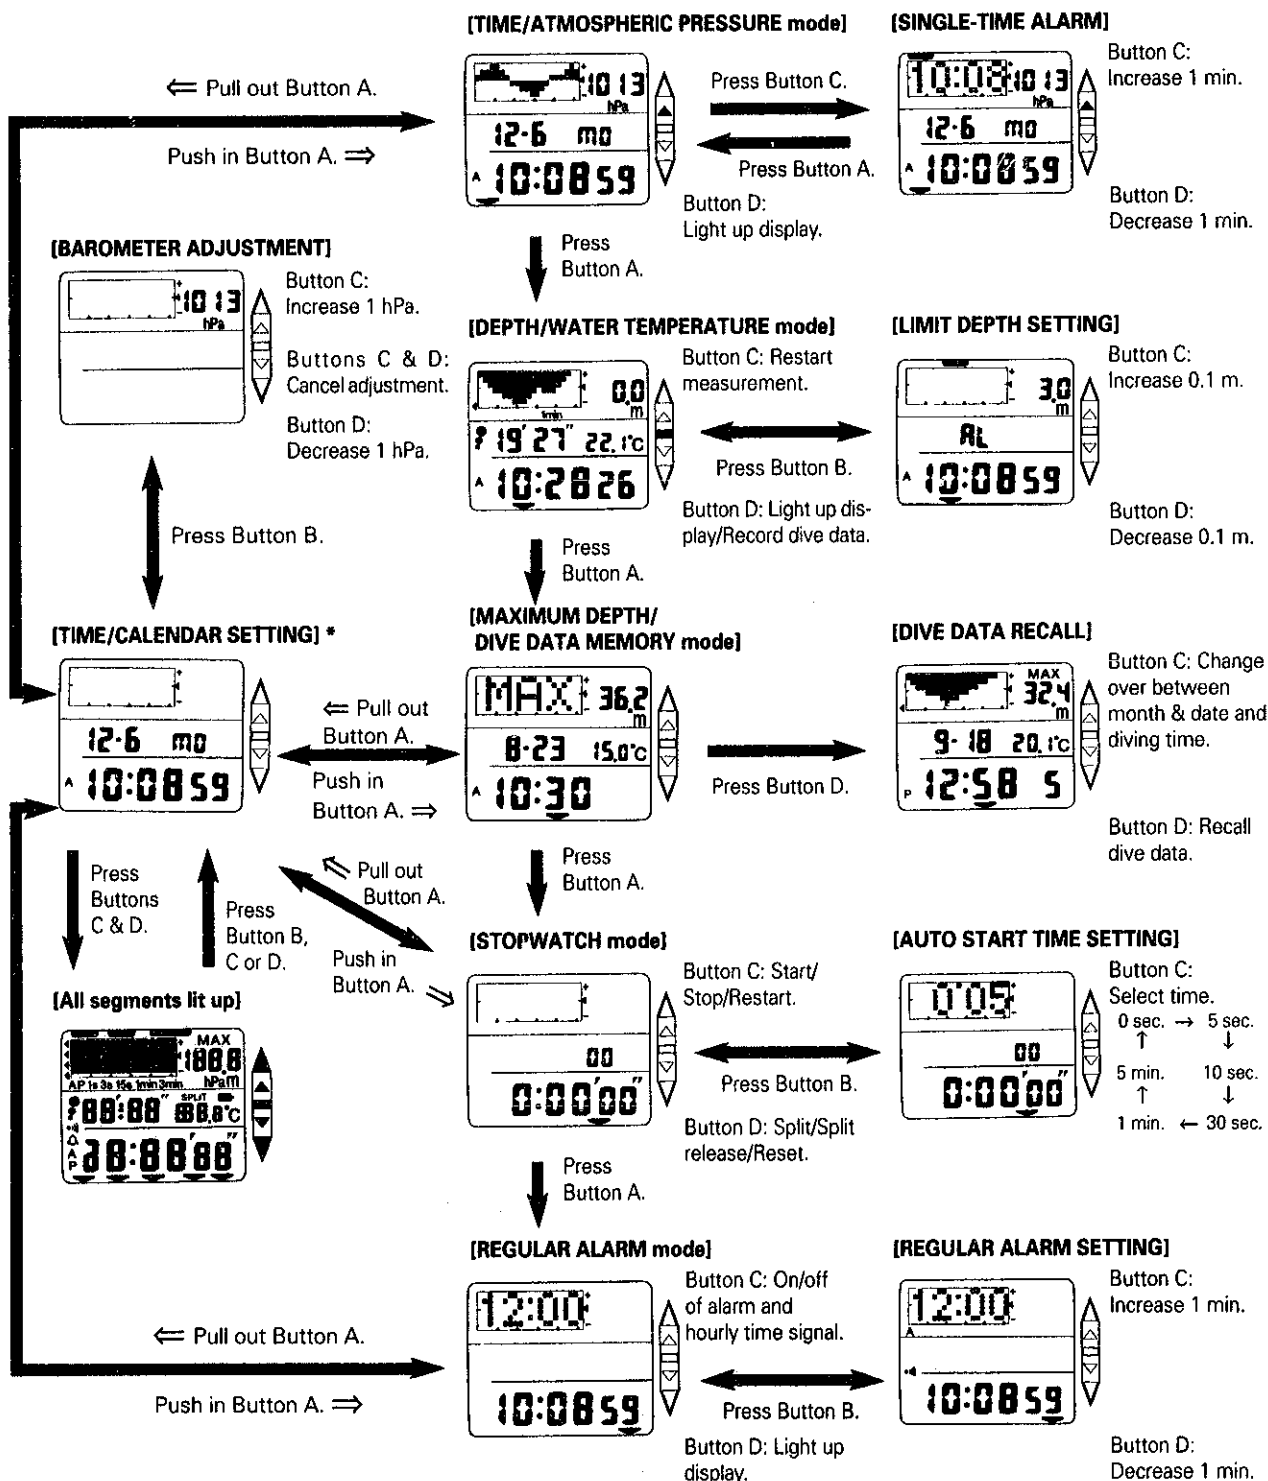 [TIME/ATMOSPHERIC PRESSURE mode]
[SINGLE-TIME ALARM]
⇐ Pull out Button A.
Push in Button A. ⇒
1013
hPa
12-6 mo
A 10:08 59
Press Button C.
Press Button A.
Button D:
Light up display.
10:08 1013
hPa
12-6 mo
A 10:08 59
Button C:
Increase 1 min.
Button D:
Decrease 1 min.
Press
Button A.
[BAROMETER ADJUSTMENT]
1013
hPa
Button C:
Increase 1 hPa.
Buttons C & D:
Cancel adjustment.
Button D:
Decrease 1 hPa.
Press Button B.
[DEPTH/WATER TEMPERATURE mode]
0.0
m
1min
19'27" 22.1°C
A 10:28 26
Button C: Restart
measurement.
Press Button B.
Button D: Light up dis-
play/Record dive data.
[LIMIT DEPTH SETTING]
3.0
m
AL
A 10:08 59
Button C:
Increase 0.1 m.
Button D:
Decrease 0.1 m.
Press
Button A.
[TIME/CALENDAR SETTING] *
12-6 mo
A 10:08 59
⇐ Pull out
Button A.
Push in
Button A. ⇒
[MAXIMUM DEPTH/
DIVE DATA MEMORY mode]
MAX 36.2
m
8-23 15.0°C
A 10:30
Press Button D.
[DIVE DATA RECALL]
MAX
32.4
m
9-18 20.1°C
P 12:58 5
Button C: Change
over between
month & date and
diving time.
Button D: Recall
dive data.
Press
Buttons
C & D.
Press
Button B,
C or D.
⇐ Pull out
Button A.
Push in
Button A. ⇒
Press
Button A.
[All segments lit up]
MAX
188.8
AP 1s 3s 15s 1min 3min hPa m
SPLIT
88:88" 88.8°C
A
P
38:88'88"
[STOPWATCH mode]
00
0:00'00"
Button C: Start/
Stop/Restart.
Press Button B.
Button D: Split/Split
release/Reset.
[AUTO START TIME SETTING]
0'05
00
0:00'00"
Button C:
Select time.
0 sec. → 5 sec.
↑ ↓
5 min. 10 sec.
↑ ↓
1 min. ← 30 sec.
Press
Button A.
⇐ Pull out Button A.
Push in Button A. ⇒
[REGULAR ALARM mode]
12:00
10:08 59
Button C: On/off
of alarm and
hourly time signal.
Press Button B.
Button D: Light up
display.
[REGULAR ALARM SETTING]
12:00
A
10:08 59
Button C:
Increase 1 min.
Button D:
Decrease 1 min.